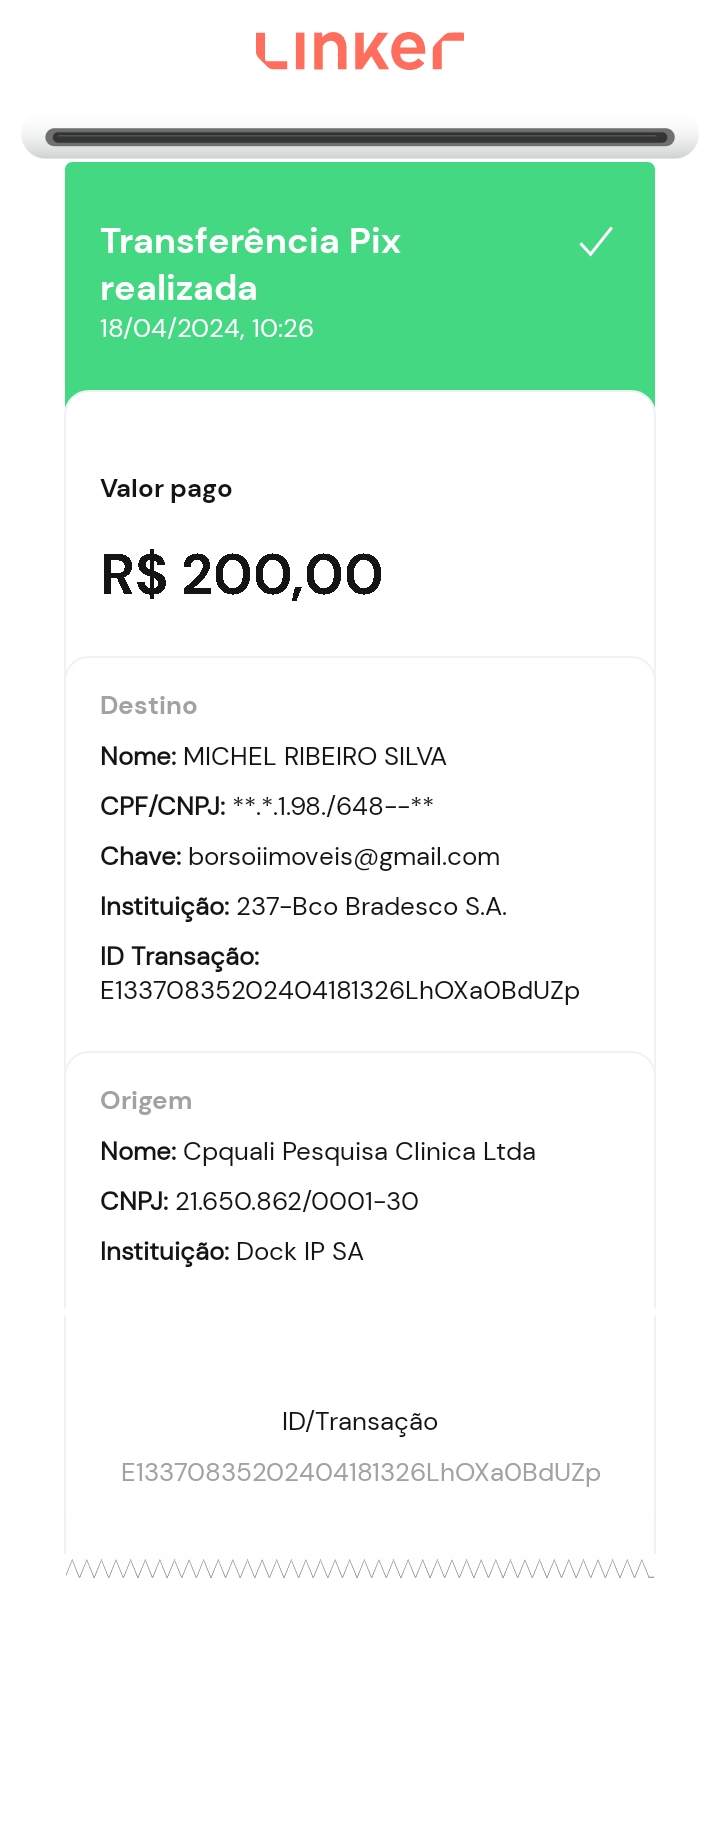 Linker
Transferência Pix
realizada
18/04/2024, 10:26
Valor pago
R$ 200,00
Destino
Nome: MICHEL RIBEIRO SILVA
CPF/CNPJ: **.*.1.98./648--**
Chave: borsoiimoveis@gmail.com
Instituição: 237-Bco Bradesco S.A.
ID Transação:
E13370835202404181326LhOXa0BdUZp
Origem
Nome: Cpquali Pesquisa Clinica Ltda
CNPJ: 21.650.862/0001-30
Instituição: Dock IP SA
ID/Transação
E13370835202404181326LhOXa0BdUZp